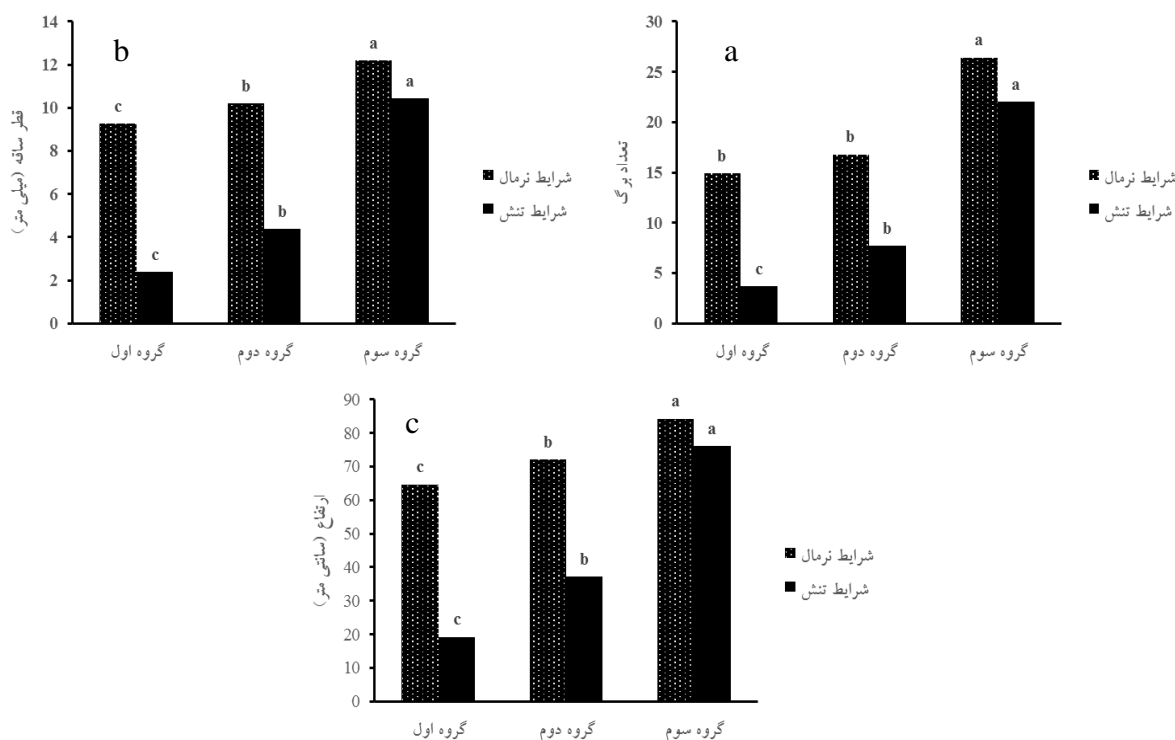 b
14
12
10
8
6
4
2
0
قطر ساقه (میلی متر)
c
c
b
b
a
a
گروه اول
گروه دوم
گروه سوم
شرایط نرمال
شرایط تنش
a
30
25
20
15
10
5
0
تعداد برگ
b
c
b
b
a
a
گروه اول
گروه دوم
گروه سوم
شرایط نرمال
شرایط تنش
c
90
80
70
60
50
40
30
20
10
0
ارتفاع (سانتی متر)
c
c
b
b
a
a
گروه اول
گروه دوم
گروه سوم
شرایط نرمال
شرایط تنش